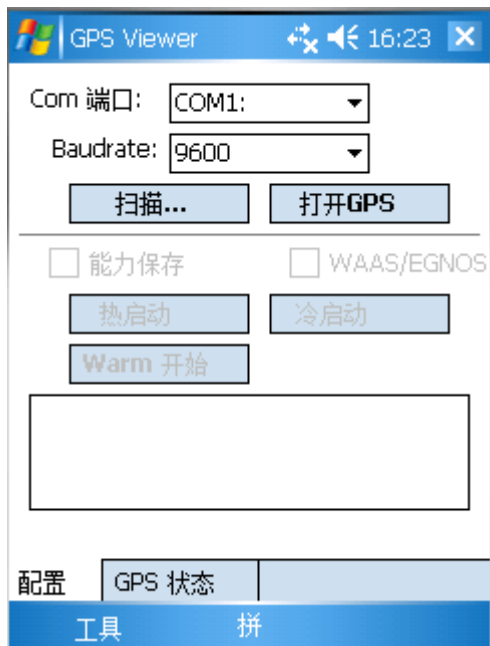 GPS Viewer 16:23
Com 端口: COM1:
Baudrate: 9600
扫描... 打开GPS
能力保存 WAAS/EGNOS
热启动 冷启动
Warm 开始
配置 GPS 状态
工具 拼